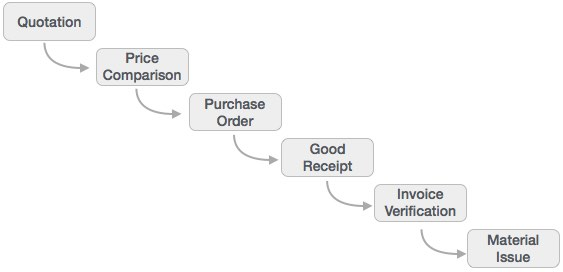 Quotation
Price
Comparison
Purchase
Order
Good
Receipt
Invoice
Verification
Material
Issue